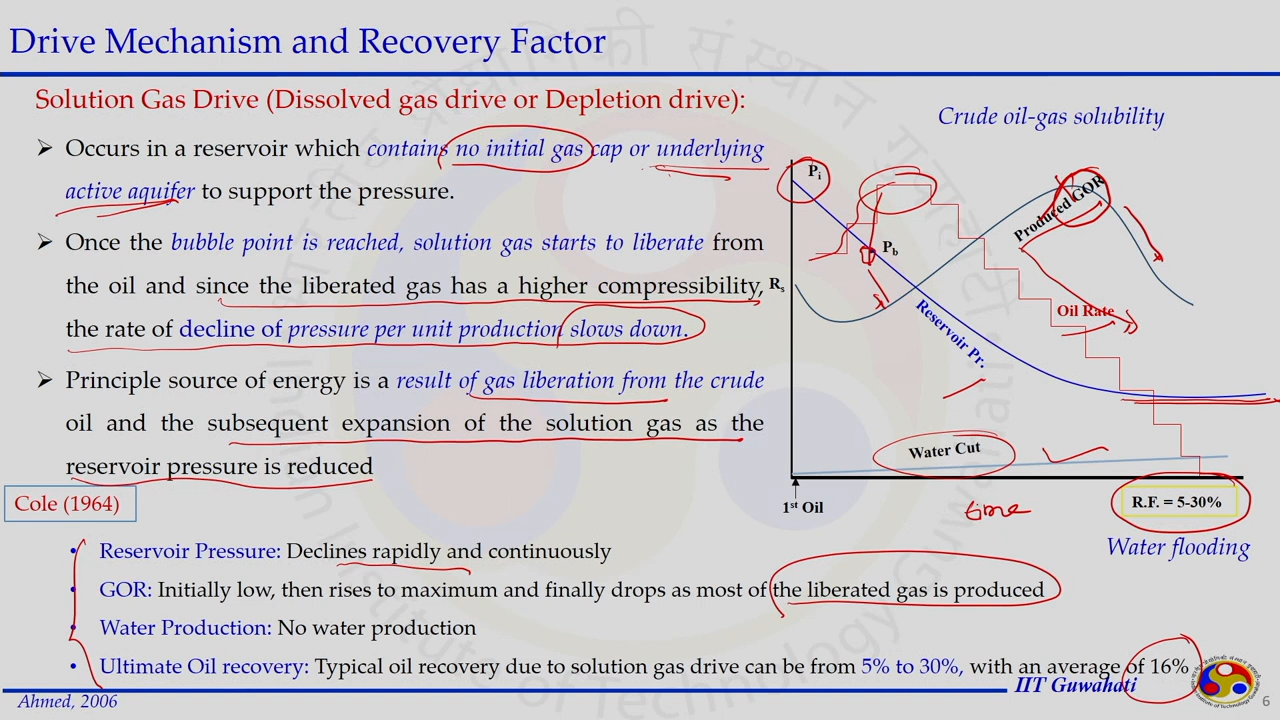 Drive Mechanism and Recovery Factor
Solution Gas Drive (Dissolved gas drive or Depletion drive):
➢ Occurs in a reservoir which contains no initial gas cap or underlying
active aquifer to support the pressure.
➢ Once the bubble point is reached, solution gas starts to liberate from
the oil and since the liberated gas has a higher compressibility,
the rate of decline of pressure per unit production slows down.
➢ Principle source of energy is a result of gas liberation from the crude
oil and the subsequent expansion of the solution gas as the
reservoir pressure is reduced
Cole (1964)
Crude oil-gas solubility
Pi
Produced GOR
Pb
Rs
Oil Rate
Reservoir Pr.
Water Cut
1st Oil
time
R.F. = 5-30%
Water flooding
• Reservoir Pressure: Declines rapidly and continuously
• GOR: Initially low, then rises to maximum and finally drops as most of the liberated gas is produced
• Water Production: No water production
• Ultimate Oil recovery: Typical oil recovery due to solution gas drive can be from 5% to 30%, with an average of 16%
IIT Guwahati
Ahmed, 2006
6